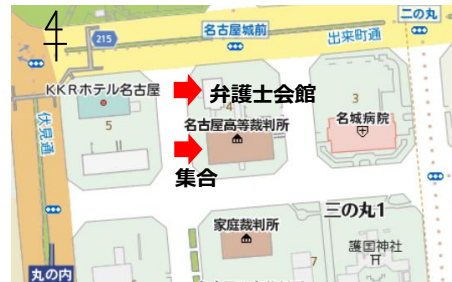 4
二の丸
215
名古屋城前
出来町通
KKRホテル名古屋
弁護士会館
4
3
5
名古屋高等裁判所
名城病院
伏見通
集合
三の丸1
家庭裁判所
護国神社
7
丸の内